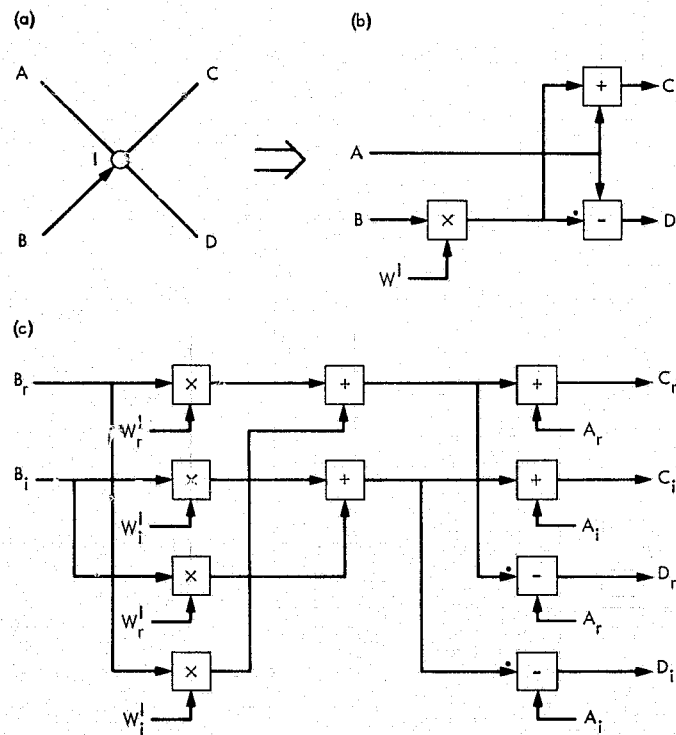 (a)
(b)
A
C
I
B
D
+
C
A
B
×
-
D
W^I
(c)
B_r
×
+
+
C_r
W_r^I
A_r
B_i
×
+
+
C_i
W_i^I
A_i
×
-
D_r
W_r^I
A_r
×
-
D_i
W_i^I
A_i